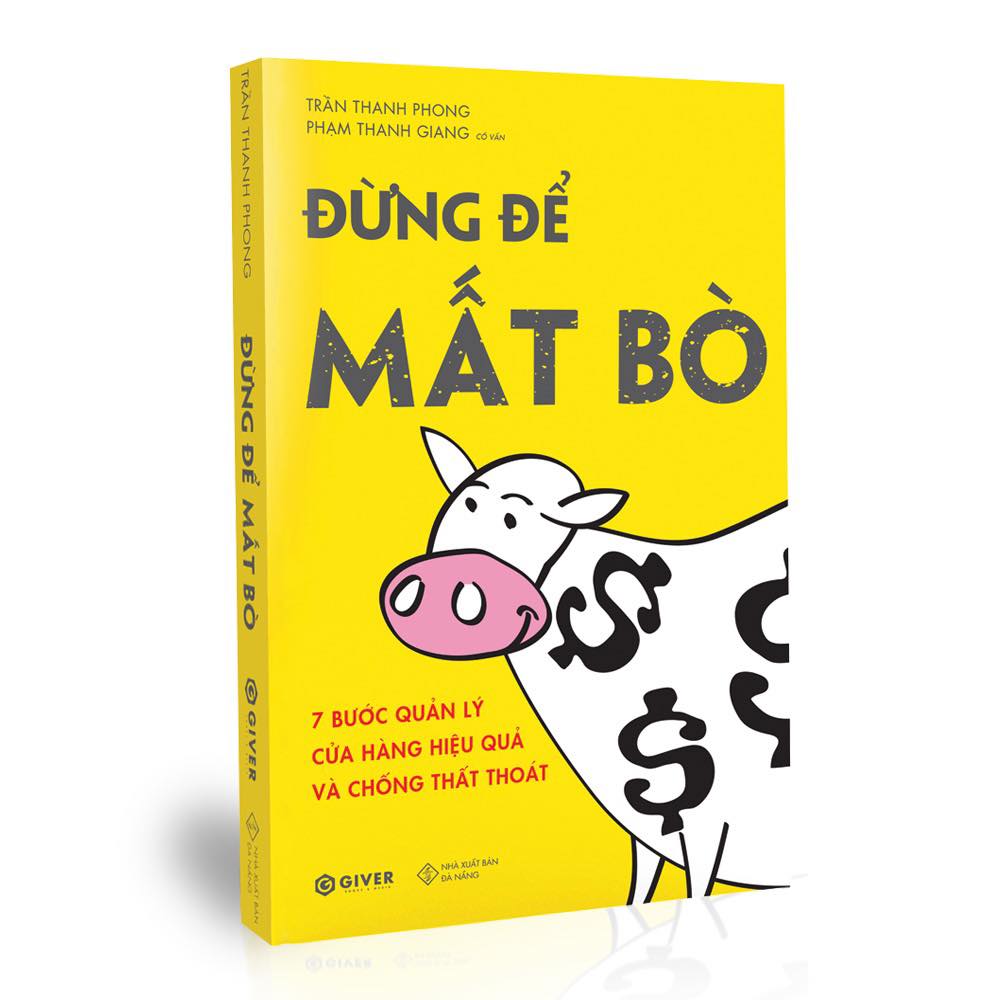 TRẦN THANH PHONG
PHẠM THANH GIANG CỐ VẤN
ĐỪNG ĐỂ
MẤT BÒ
7 BƯỚC QUẢN LÝ
CỬA HÀNG HIỆU QUẢ
VÀ CHỐNG THẤT THOÁT
GIVER
BOOKS & MEDIA
NHÀ XUẤT BẢN
ĐÀ NẴNG
TRẦN THANH PHONG
ĐỪNG ĐỂ MẤT BÒ
GIVER
NHÀ XUẤT BẢN
ĐÀ NẴNG